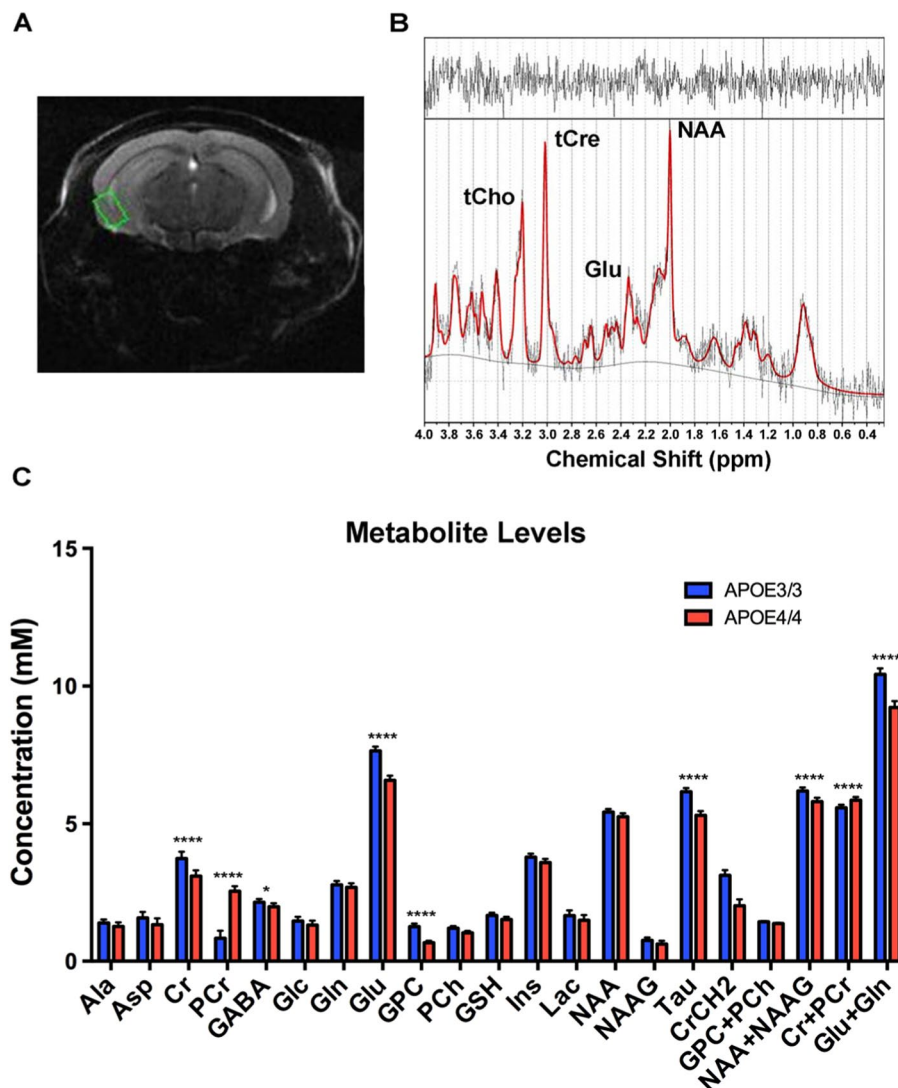 A
B
NAA
tCre
tCho
Glu
4.0 3.8 3.6 3.4 3.2 3.0 2.8 2.6 2.4 2.2 2.0 1.8 1.6 1.4 1.2 1.0 0.8 0.6 0.4
Chemical Shift (ppm)
C
Metabolite Levels
Concentration (mM)
15
10
5
0
APOE3/3
APOE4/4
****
****
*
****
****
****
****
****
****
Ala
Asp
Cr
PCr
GABA
Glc
Gln
Glu
GPC
PCh
GSH
Ins
Lac
NAA
NAAG
Tau
CrCH2
GPC+PCh
NAA+NAAG
Cr+PCr
Glu+Gln